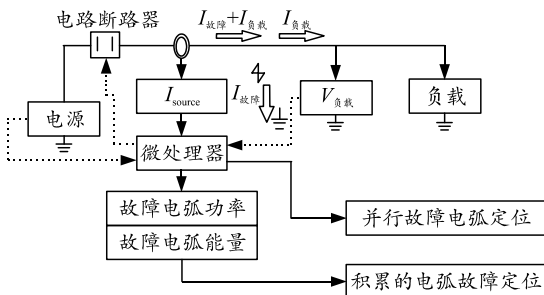 电路断路器
I故障+I负载
I负载
Isource
I故障
V负载
负载
电源
微处理器
故障电弧功率
并行故障电弧定位
故障电弧能量
积累的电弧故障定位